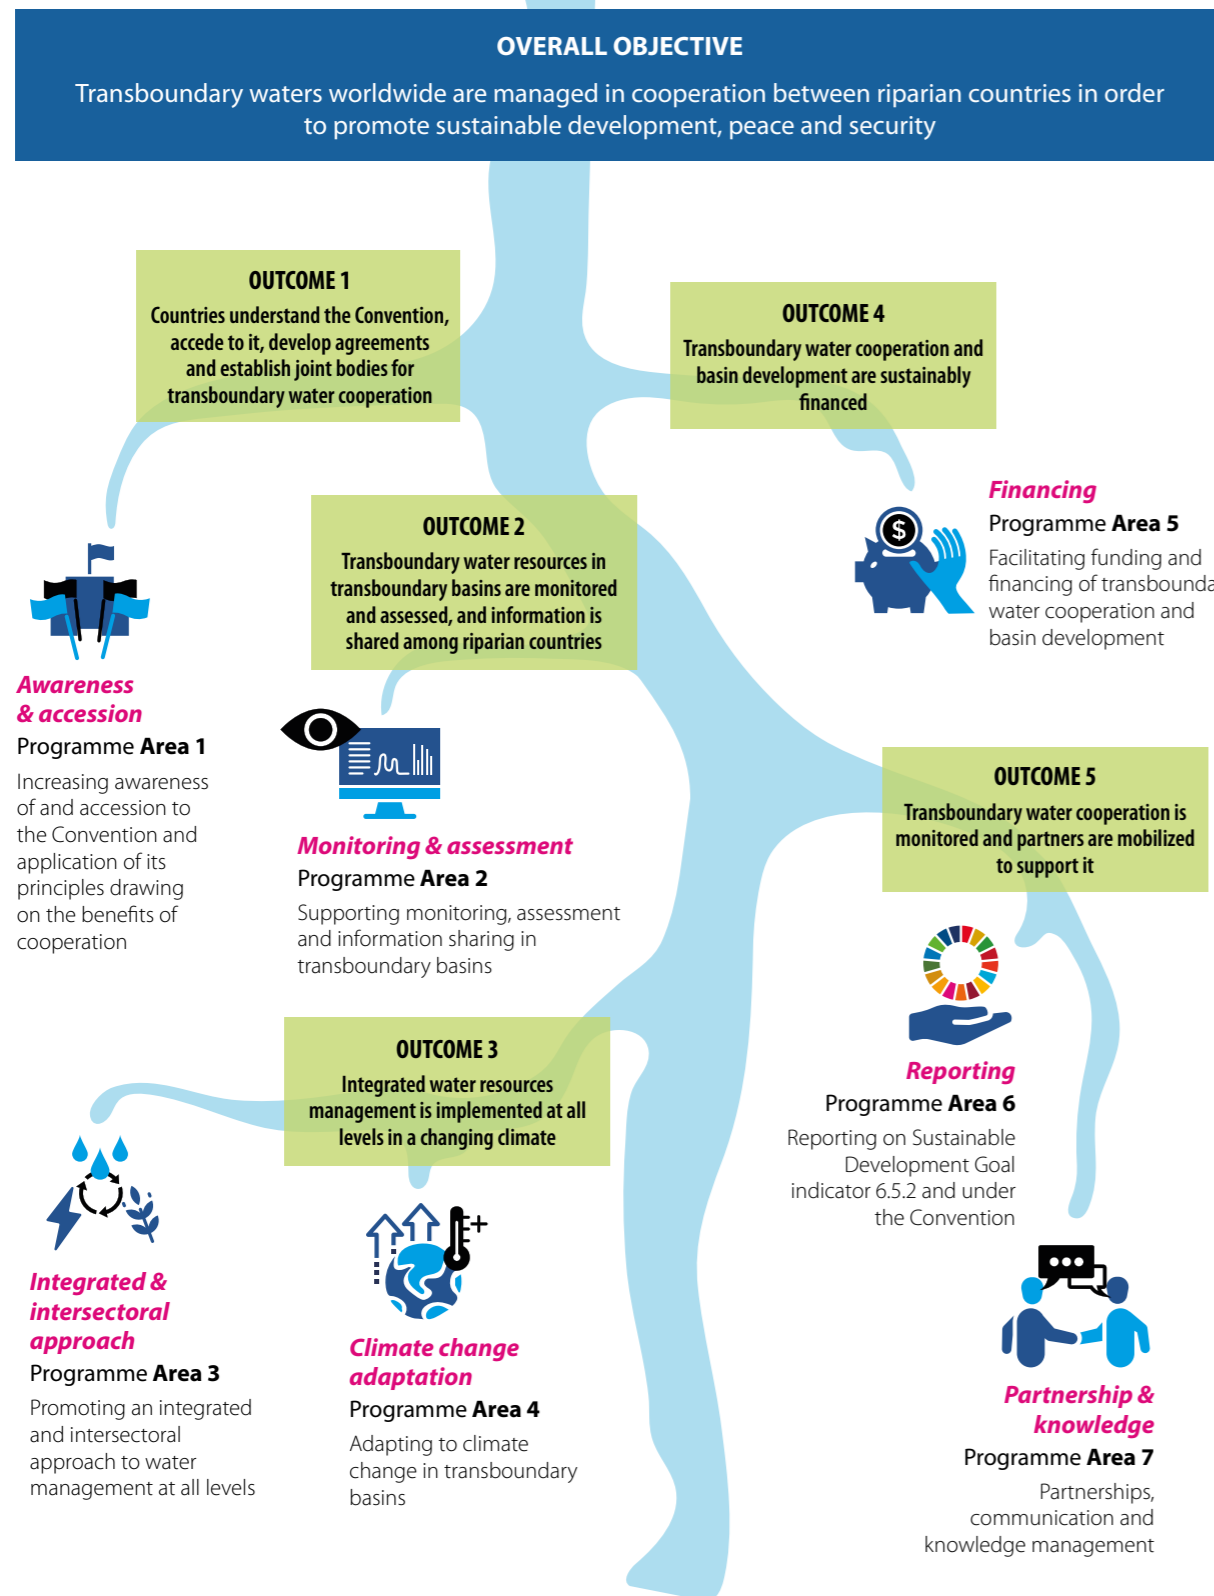 OVERALL OBJECTIVE
Transboundary waters worldwide are managed in cooperation between riparian countries in order
to promote sustainable development, peace and security
OUTCOME 1
Countries understand the Convention,
accede to it, develop agreements
and establish joint bodies for
transboundary water cooperation
OUTCOME 4
Transboundary water cooperation and
basin development are sustainably
financed
Financing
Programme Area 5
Facilitating funding and
financing of transbounda
water cooperation and
basin development
$
OUTCOME 2
Transboundary water resources in
transboundary basins are monitored
and assessed, and information is
shared among riparian countries
Awareness
& accession
Programme Area 1
Increasing awareness
of and accession to
the Convention and
application of its
principles drawing
on the benefits of
cooperation
Monitoring & assessment
Programme Area 2
Supporting monitoring, assessment
and information sharing in
transboundary basins
OUTCOME 5
Transboundary water cooperation is
monitored and partners are mobilized
to support it
OUTCOME 3
Integrated water resources
management is implemented at all
levels in a changing climate
Reporting
Programme Area 6
Reporting on Sustainable
Development Goal
indicator 6.5.2 and under
the Convention
Integrated &
intersectoral
approach
Programme Area 3
Promoting an integrated
and intersectoral
approach to water
management at all levels
Climate change
adaptation
Programme Area 4
Adapting to climate
change in transboundary
basins
Partnership &
knowledge
Programme Area 7
Partnerships,
communication and
knowledge management